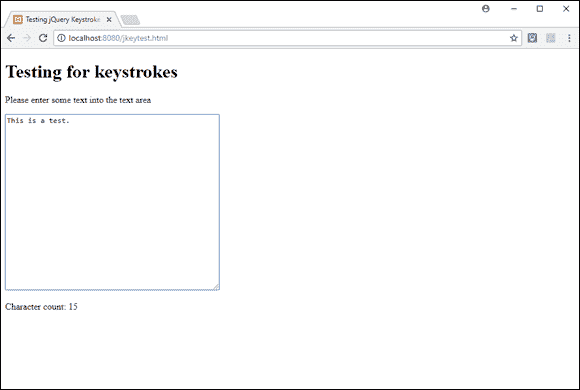 Testing jQuery Keystroke
localhost:8080/jkeytest.html
Testing for keystrokes
Please enter some text into the text area
This is a test.
Character count: 15